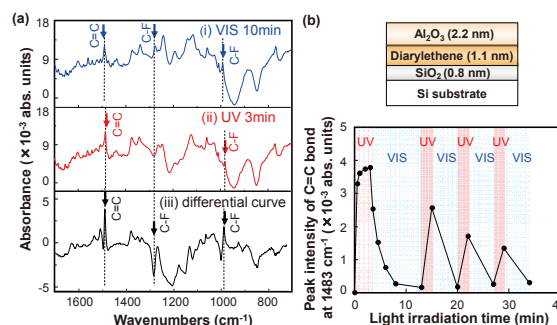 (a)
(i) VIS 10min
C=C
C-F
C-F
18
9
0
(ii) UV 3min
C=C
C-F
18
9
0
(iii) differential curve
C=C
C-F
C-F
5
0
-5
Absorbance (× 10⁻³ abs. units)
1600 1400 1200 1000 800
Wavenumbers (cm⁻¹)
(b)
Al₂O₃ (2.2 nm)
Diarylethene (1.1 nm)
SiO₂ (0.8 nm)
Si substrate
UV UV UV UV
VIS VIS VIS VIS
5
4
3
2
1
0
Peak intensity of C=C bond
at 1483 cm⁻¹ (× 10⁻³ abs. units)
0 10 20 30 40
Light irradiation time (min)